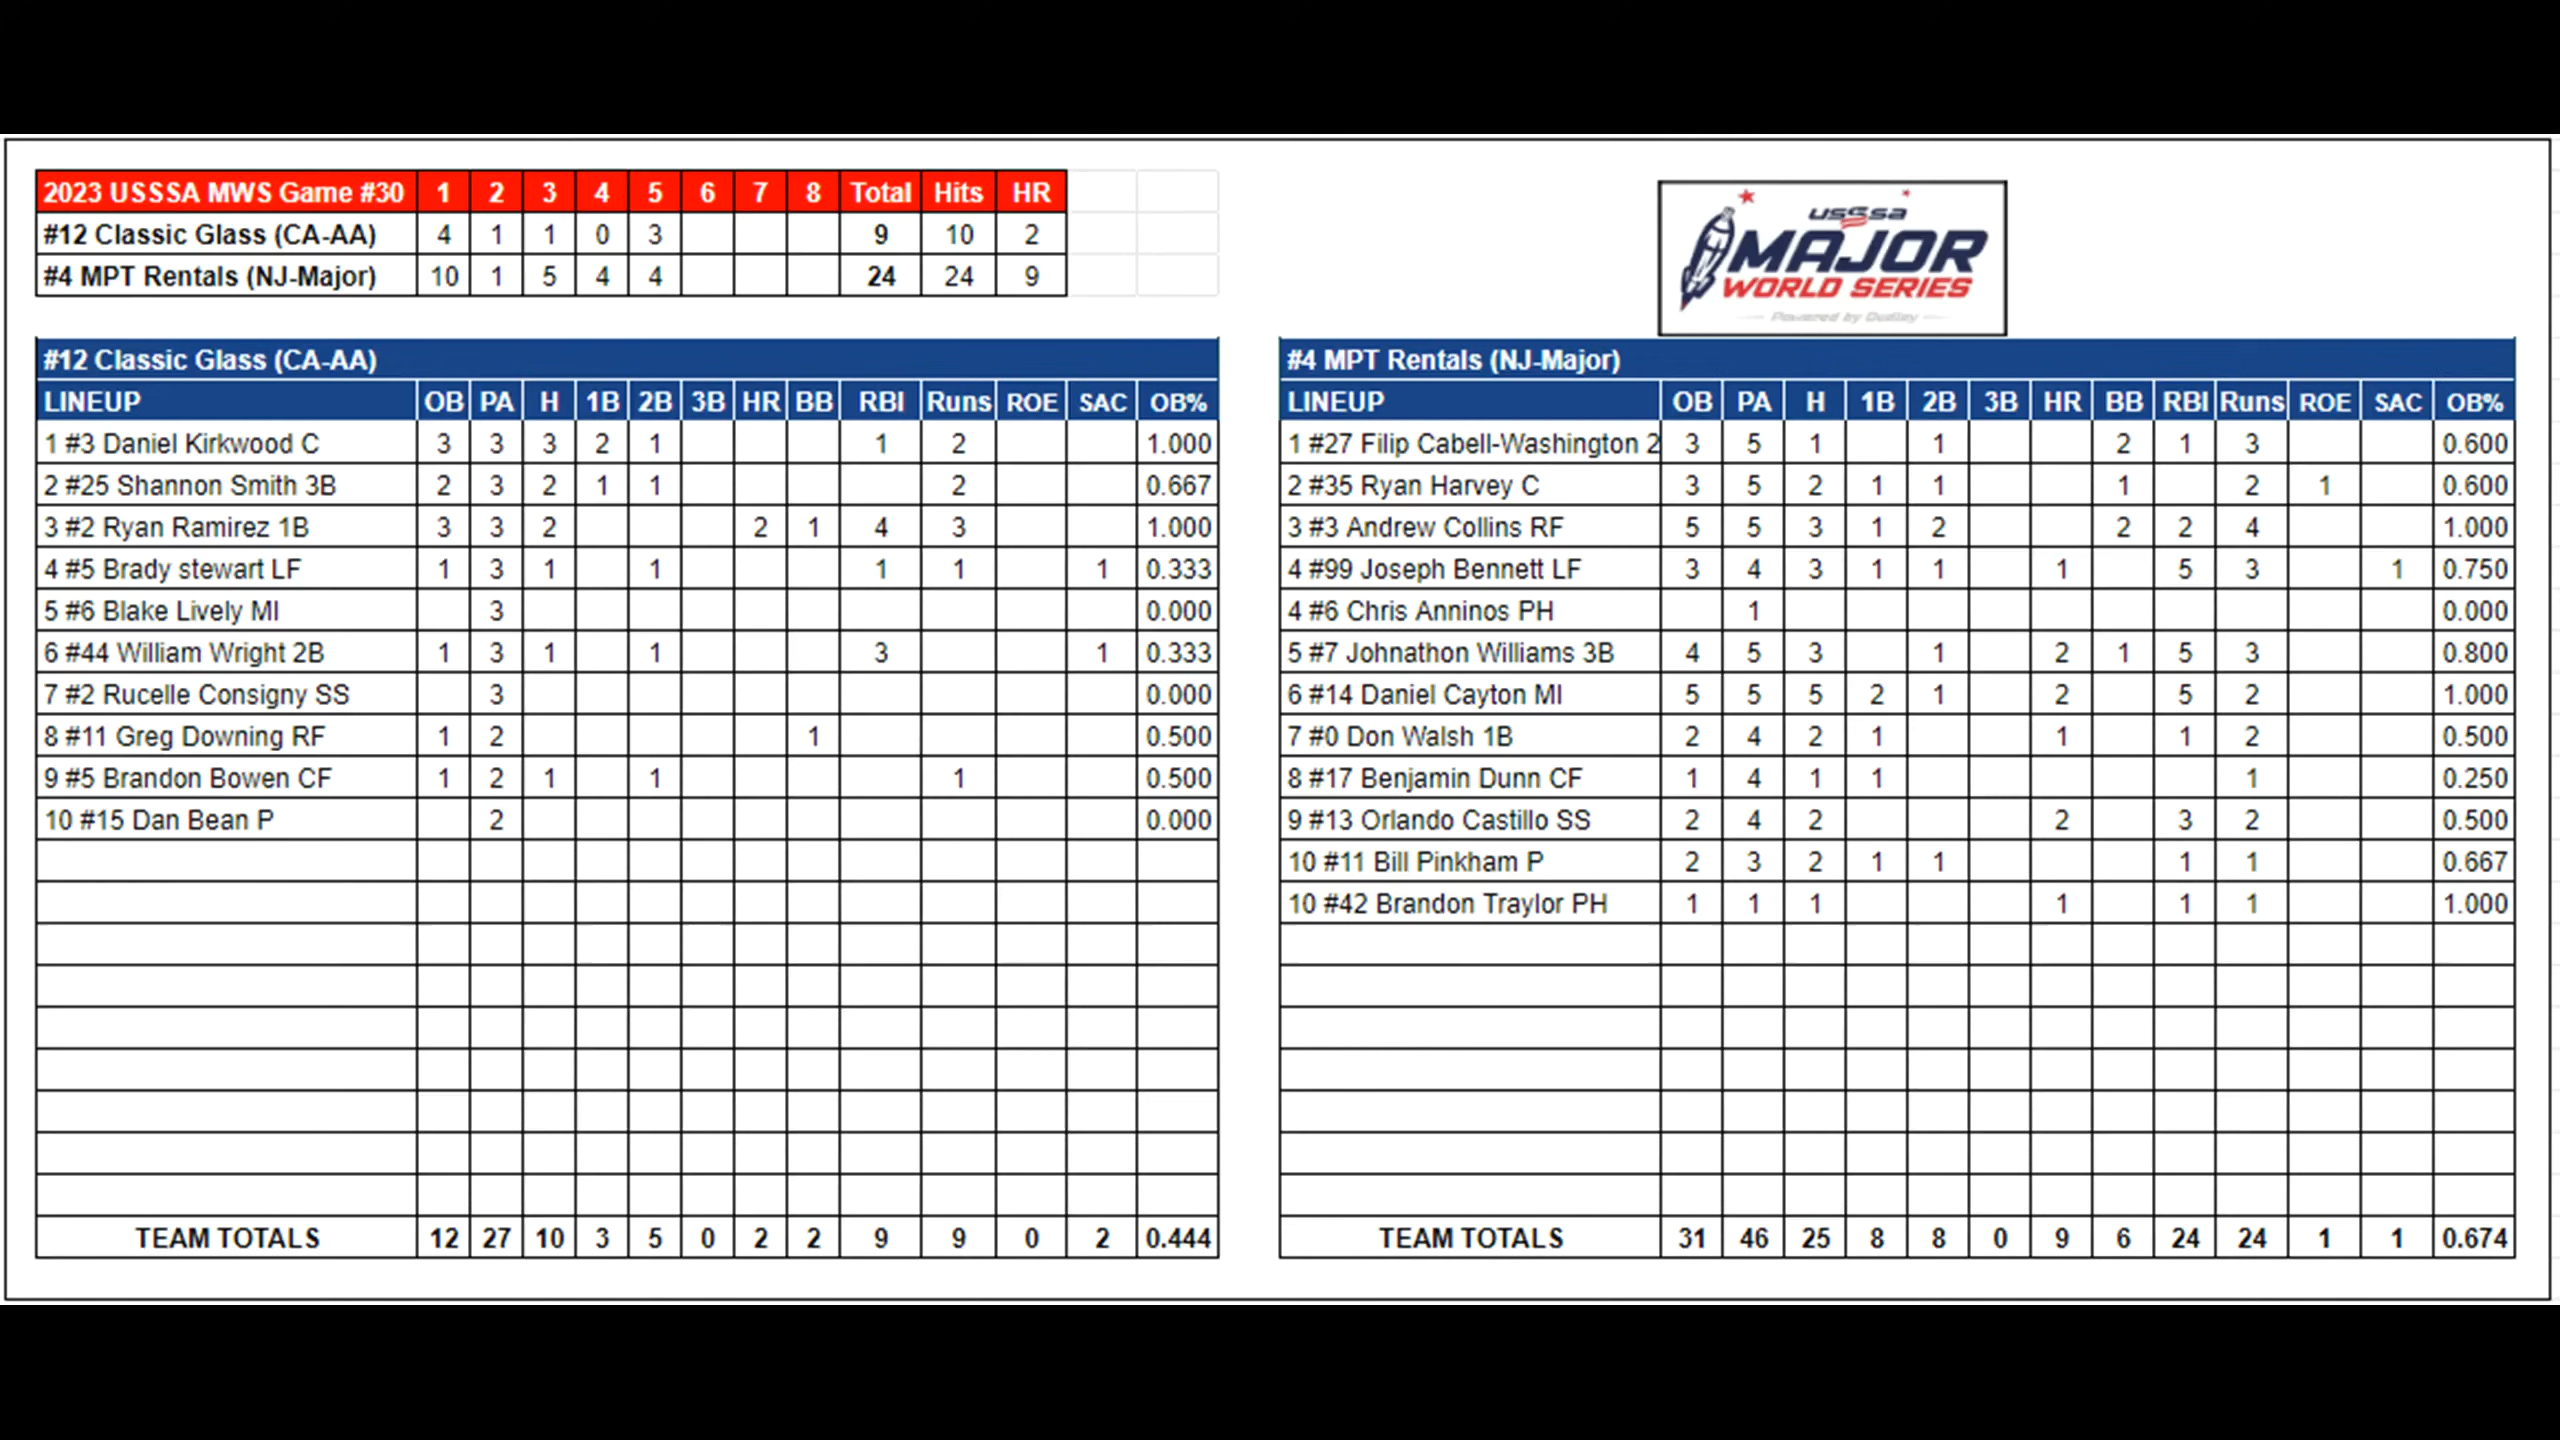 2023 USSSA MWS Game #30 1 2 3 4 5 6 7 8 Total Hits HR
#12 Classic Glass (CA-AA) 4 1 1 0 3 9 10 2
#4 MPT Rentals (NJ-Major) 10 1 5 4 4 24 24 9
usssa
MAJOR
WORLD SERIES
Powered by Dudley
#12 Classic Glass (CA-AA)
LINEUP OB PA H 1B 2B 3B HR BB RBI Runs ROE SAC OB%
1 #3 Daniel Kirkwood C 3 3 3 2 1 1 2 1.000
2 #25 Shannon Smith 3B 2 3 2 1 1 2 0.667
3 #2 Ryan Ramirez 1B 3 3 2 2 1 4 3 1.000
4 #5 Brady stewart LF 1 3 1 1 1 1 1 0.333
5 #6 Blake Lively MI 3 0.000
6 #44 William Wright 2B 1 3 1 1 3 1 0.333
7 #2 Rucelle Consigny SS 3 0.000
8 #11 Greg Downing RF 1 2 1 0.500
9 #5 Brandon Bowen CF 1 2 1 1 1 0.500
10 #15 Dan Bean P 2 0.000
TEAM TOTALS 12 27 10 3 5 0 2 2 9 9 0 2 0.444
#4 MPT Rentals (NJ-Major)
LINEUP OB PA H 1B 2B 3B HR BB RBI Runs ROE SAC OB%
1 #27 Filip Cabell-Washington 2 3 5 1 1 2 1 3 0.600
2 #35 Ryan Harvey C 3 5 2 1 1 1 2 1 0.600
3 #3 Andrew Collins RF 5 5 3 1 2 2 2 4 1.000
4 #99 Joseph Bennett LF 3 4 3 1 1 1 5 3 1 0.750
4 #6 Chris Anninos PH 1 0.000
5 #7 Johnathon Williams 3B 4 5 3 1 2 1 5 3 0.800
6 #14 Daniel Cayton MI 5 5 5 2 1 2 5 2 1.000
7 #0 Don Walsh 1B 2 4 2 1 1 1 2 0.500
8 #17 Benjamin Dunn CF 1 4 1 1 1 0.250
9 #13 Orlando Castillo SS 2 4 2 2 3 2 0.500
10 #11 Bill Pinkham P 2 3 2 1 1 1 1 0.667
10 #42 Brandon Traylor PH 1 1 1 1 1 1 1.000
TEAM TOTALS 31 46 25 8 8 0 9 6 24 24 1 1 0.674